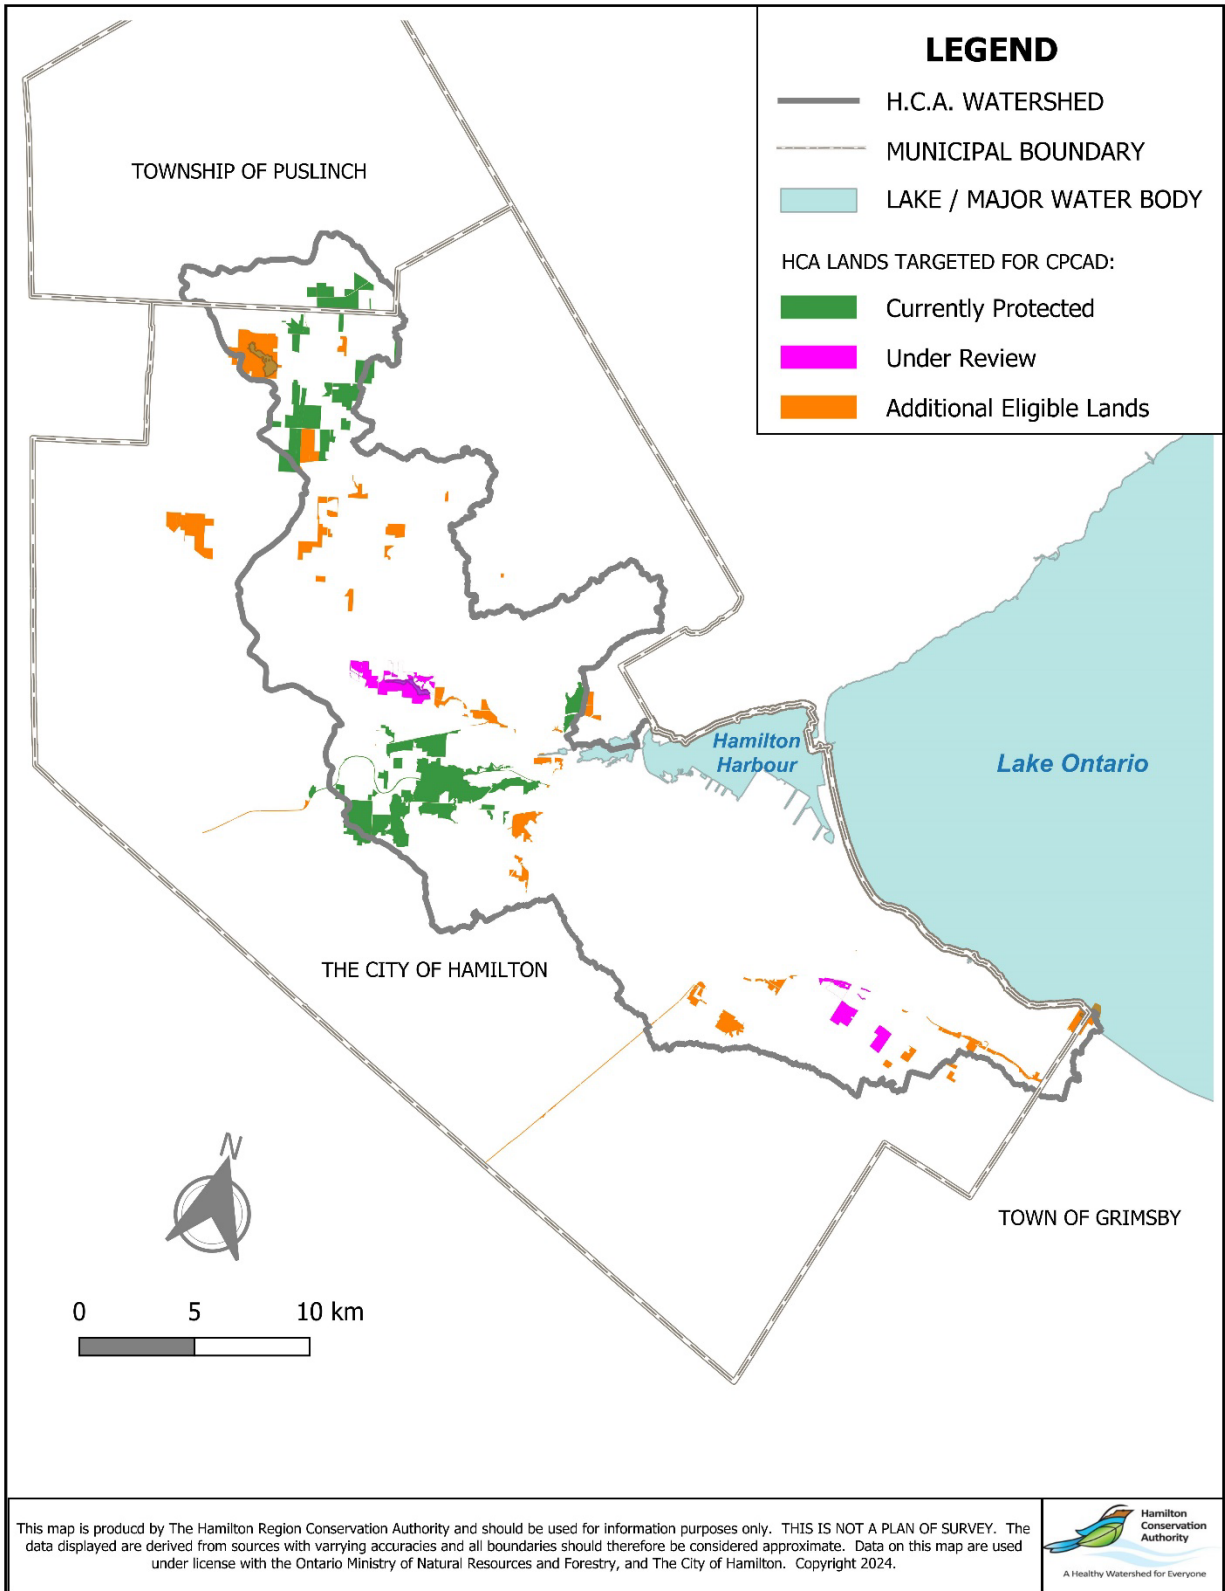 LEGEND
H.C.A. WATERSHED
MUNICIPAL BOUNDARY
LAKE / MAJOR WATER BODY
HCA LANDS TARGETED FOR CPCAD:
Currently Protected
Under Review
Additional Eligible Lands
TOWNSHIP OF PUSLINCH
Hamilton
Harbour
Lake Ontario
THE CITY OF HAMILTON
TOWN OF GRIMSBY
N
0 5 10 km
This map is producd by The Hamilton Region Conservation Authority and should be used for information purposes only. THIS IS NOT A PLAN OF SURVEY. The
data displayed are derived from sources with varrying accuracies and all boundaries should therefore be considered approximate. Data on this map are used
under license with the Ontario Ministry of Natural Resources and Forestry, and The City of Hamilton. Copyright 2024.
Hamilton
Conservation
Authority
A Healthy Watershed for Everyone